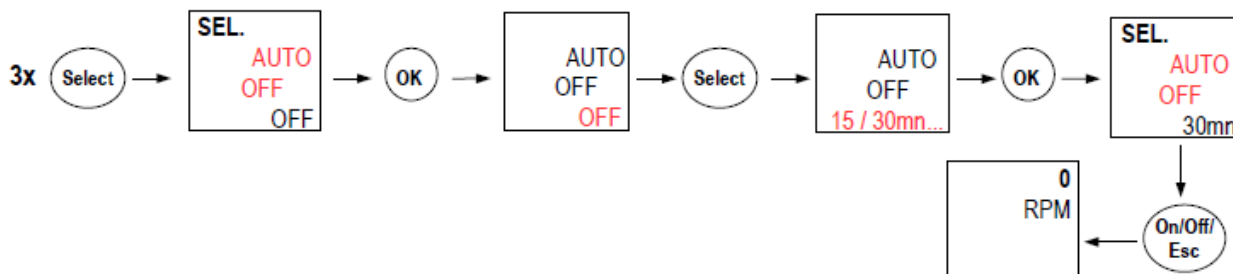 3x
Select
SEL.
AUTO
OFF
OFF
OK
AUTO
OFF
OFF
Select
AUTO
OFF
15 / 30mn...
OK
SEL.
AUTO
OFF
30mn
On/Off/
Esc
0
RPM